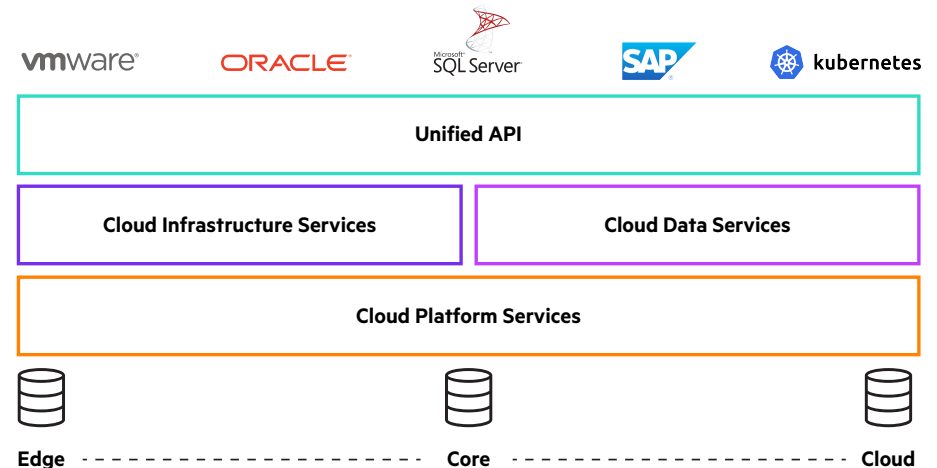 vmware®
ORACLE®
Microsoft®
SQL Server®
SAP®
kubernetes
Unified API
Cloud Infrastructure Services
Cloud Data Services
Cloud Platform Services
Edge
Core
Cloud